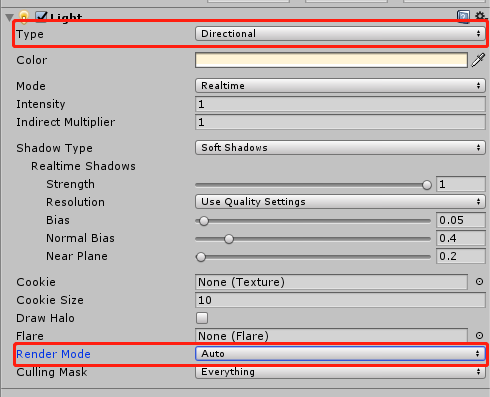 Light
Type Directional
Color
Mode Realtime
Intensity 1
Indirect Multiplier 1
Shadow Type Soft Shadows
Realtime Shadows
Strength 1
Resolution Use Quality Settings
Bias 0.05
Normal Bias 0.4
Near Plane 0.2
Cookie None (Texture)
Cookie Size 10
Draw Halo
Flare None (Flare)
Render Mode Auto
Culling Mask Everything